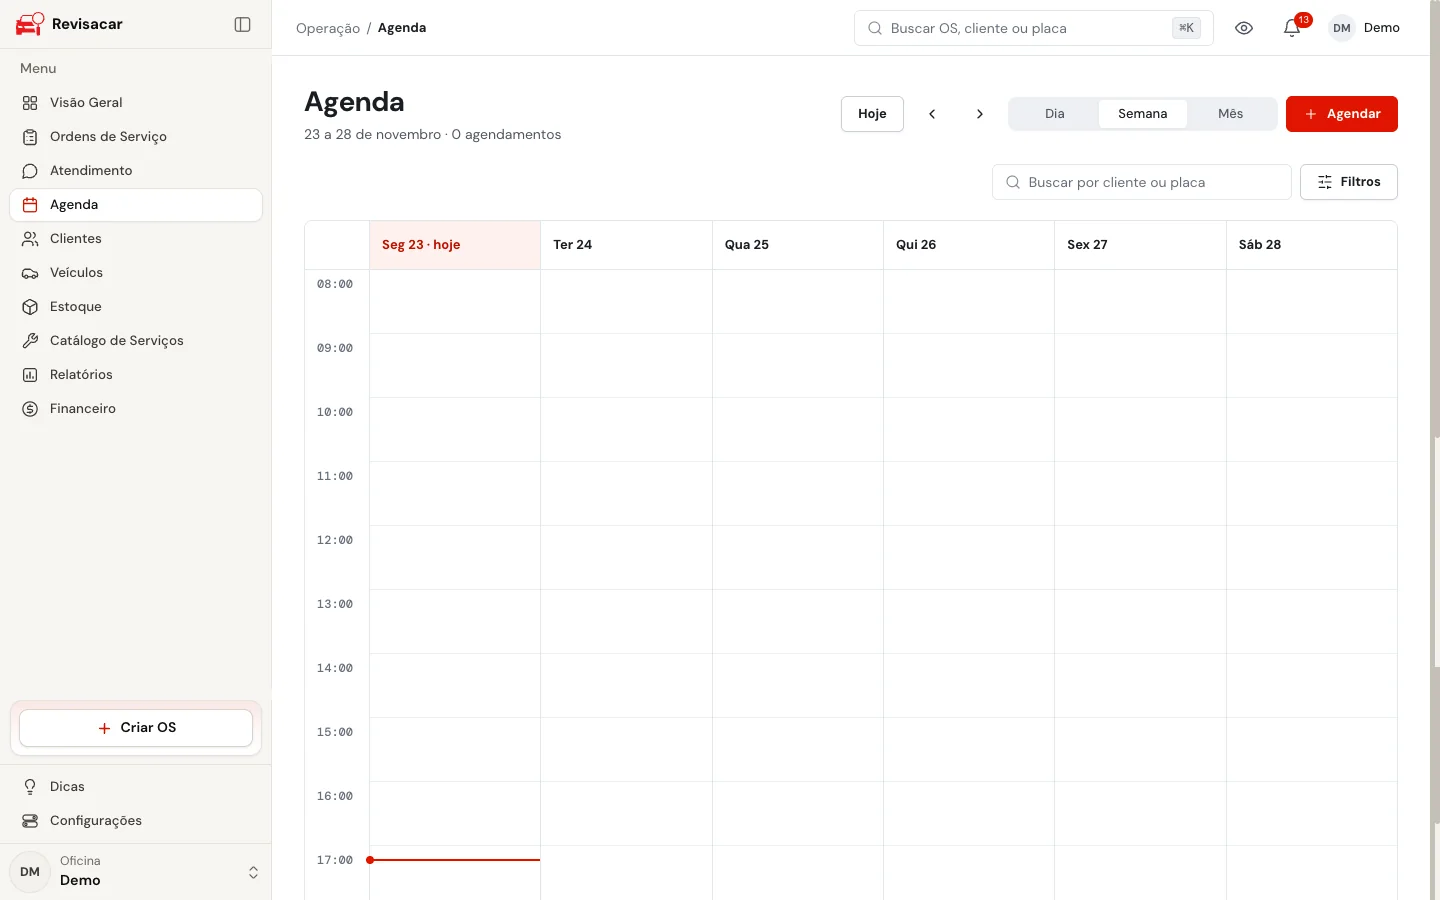 Revisacar
Menu
Visão Geral
Ordens de Serviço
Atendimento
Agenda
Clientes
Veículos
Estoque
Catálogo de Serviços
Relatórios
Financeiro
Criar OS
Dicas
Configurações
DM
Oficina
Demo
Operação / Agenda
Buscar OS, cliente ou placa
⌘K
13
DM
Demo
Agenda
23 a 28 de novembro · 0 agendamentos
Hoje
Dia
Semana
Mês
Agendar
Buscar por cliente ou placa
Filtros
Seg 23 · hoje
Ter 24
Qua 25
Qui 26
Sex 27
Sáb 28
08:00
09:00
10:00
11:00
12:00
13:00
14:00
15:00
16:00
17:00